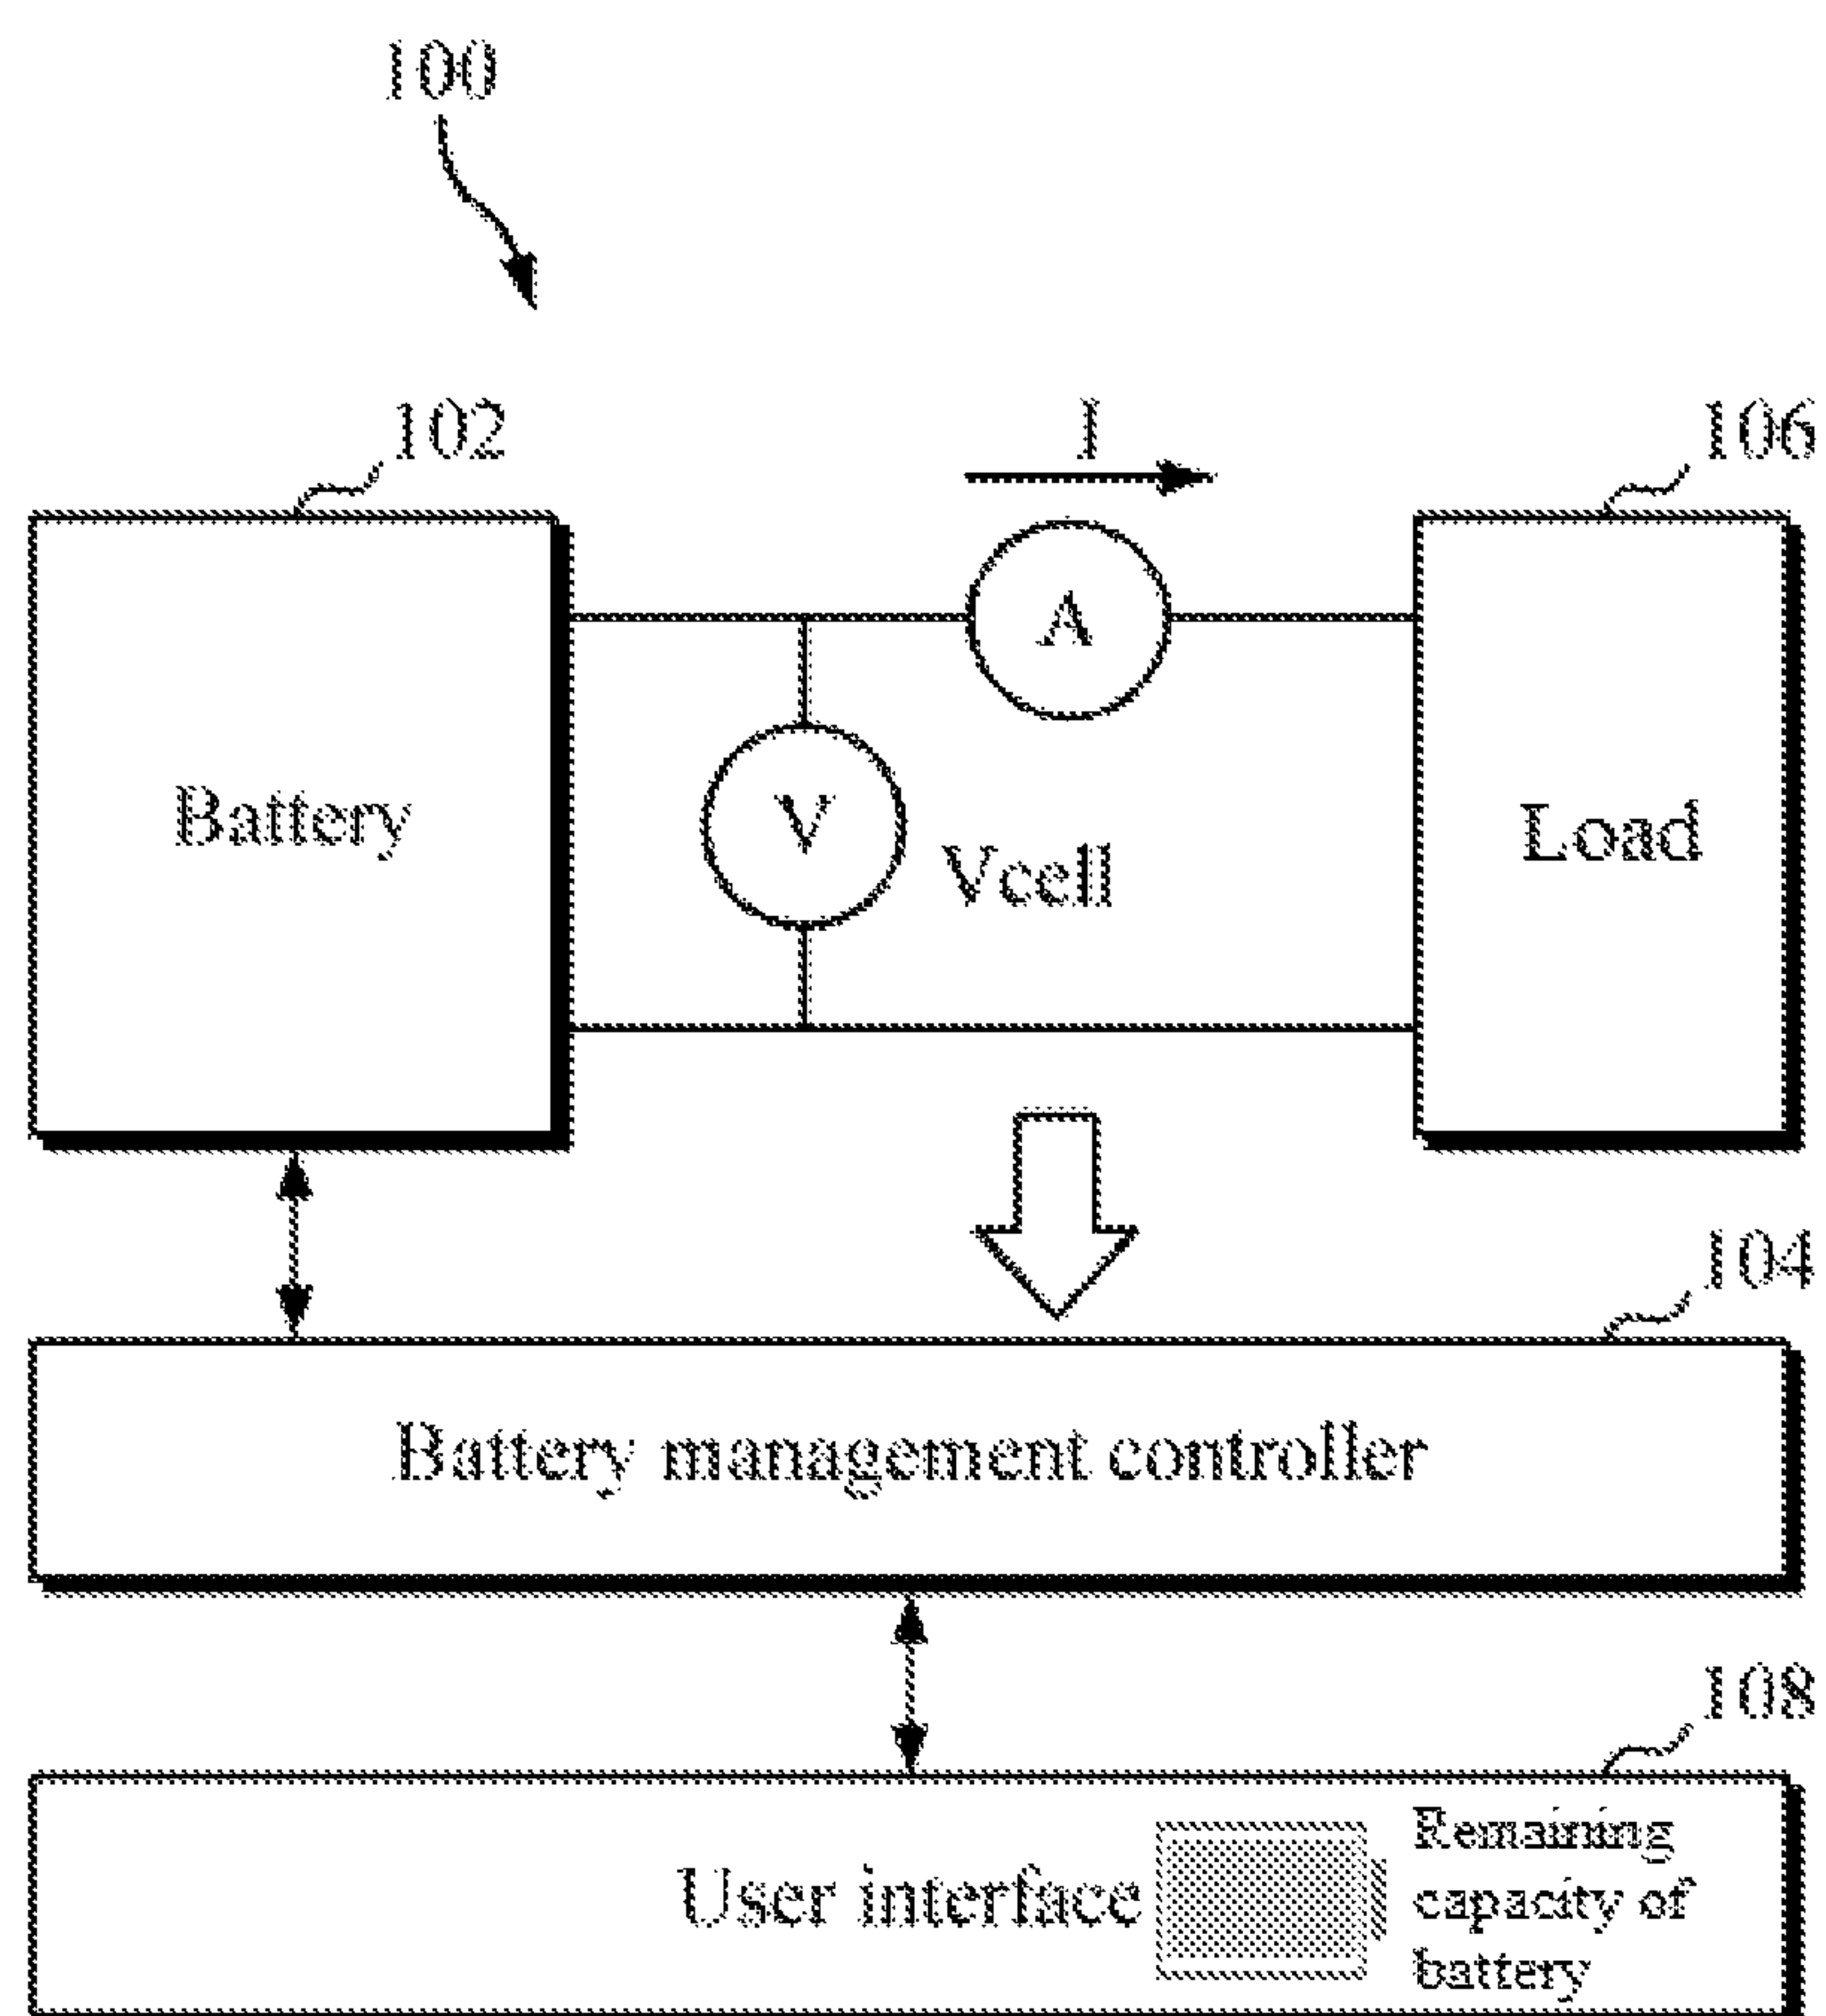 100
102
I
106
A
Battery
V
Vcell
Load
104
Battery management controller
108
User interface
Remaining
capacity of
battery